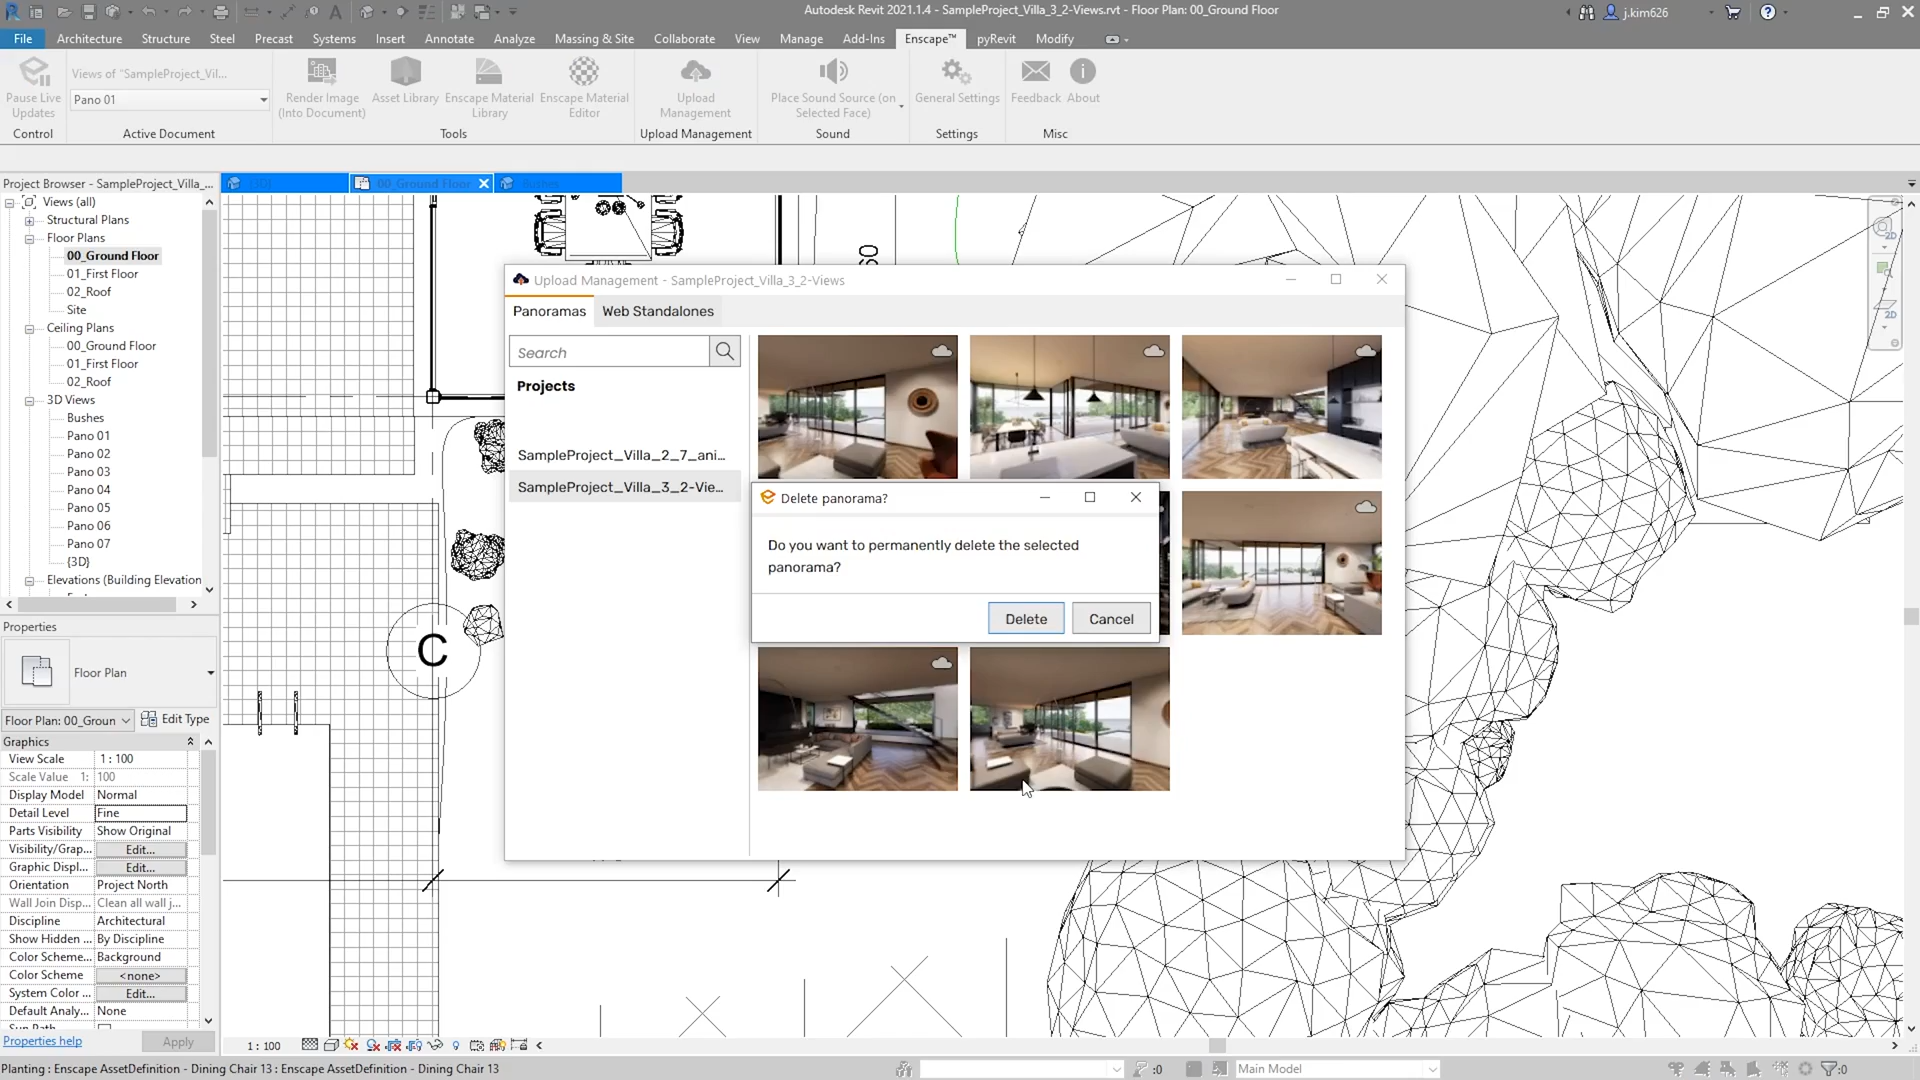 Autodesk Revit 2021.1.4 - SampleProject_Villa_3_2-Views.rvt - Floor Plan: 00_Ground Floor
j.kim626
File
Architecture
Structure
Steel
Precast
Systems
Insert
Annotate
Analyze
Massing & Site
Collaborate
View
Manage
Add-Ins
Enscape™
pyRevit
Modify
Pause Live
Updates
Control
Views of "SampleProject_Vil...
Pano 01
Active Document
Render Image
(Into Document)
Asset Library
Enscape Material
Library
Enscape Material
Editor
Tools
Upload
Management
Upload Management
Place Sound Source (on
Selected Face)
Sound
General Settings
Settings
Feedback
About
Misc
Project Browser - SampleProject_Villa_...
00_Ground Floor
Bushes
Views (all)
Structural Plans
Floor Plans
00_Ground Floor
01_First Floor
02_Roof
Site
Ceiling Plans
00_Ground Floor
01_First Floor
02_Roof
3D Views
Bushes
Pano 01
Pano 02
Pano 03
Pano 04
Pano 05
Pano 06
Pano 07
{3D}
Elevations (Building Elevation
Properties
Floor Plan
Floor Plan: 00_Groun
Edit Type
Graphics
View Scale 1 : 100
Scale Value 1: 100
Display Model Normal
Detail Level Fine
Parts Visibility Show Original
Visibility/Grap... Edit...
Graphic Displ... Edit...
Orientation Project North
Wall Join Disp... Clean all wall j...
Discipline Architectural
Show Hidden ... By Discipline
Color Scheme... Background
Color Scheme <none>
System Color ... Edit...
Default Analy... None
Sun Path
Properties help
Apply
C
Upload Management - SampleProject_Villa_3_2-Views
Panoramas
Web Standalones
Search
Projects
SampleProject_Villa_2_7_ani...
SampleProject_Villa_3_2-Vie...
Delete panorama?
Do you want to permanently delete the selected
panorama?
Delete
Cancel
2D
2D
1 : 100
Planting : Enscape AssetDefinition - Dining Chair 13 : Enscape AssetDefinition - Dining Chair 13
:0
Main Model
:0